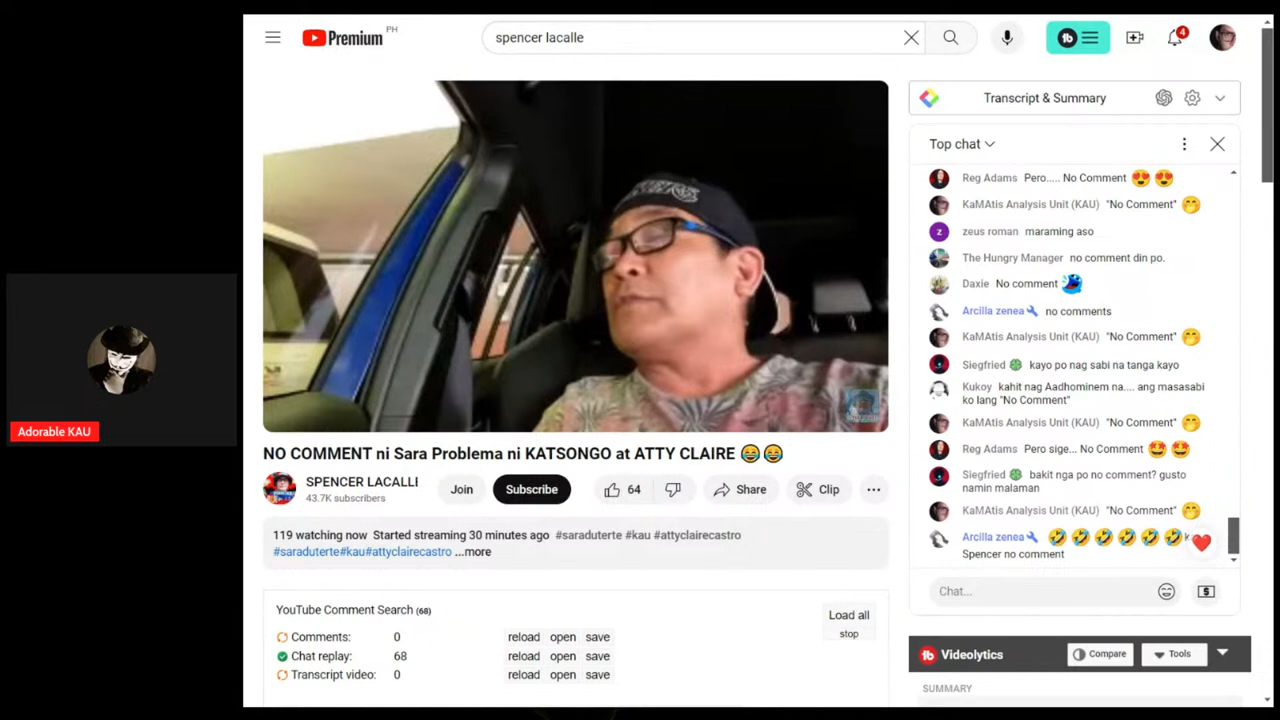 Premium PH
spencer lacalle
4
Transcript & Summary
Top chat
Reg Adams Pero..... No Comment
KaMAtis Analysis Unit (KAU) "No Comment"
zeus roman maraming aso
The Hungry Manager no comment din po.
Daxie No comment
Arcilla zenea no comments
KaMAtis Analysis Unit (KAU) "No Comment"
Siegfried kayo po nag sabi na tanga kayo
Kukoy kahit nag Aadhominem na.... ang masasabi
ko lang "No Comment"
KaMAtis Analysis Unit (KAU) "No Comment"
Reg Adams Pero sige... No Comment
Siegfried bakit nga po no comment? gusto
namin malaman
KaMAtis Analysis Unit (KAU) "No Comment"
Arcilla zenea
Spencer no comment
Chat...
Adorable KAU
NO COMMENT ni Sara Problema ni KATSONGO at ATTY CLAIRE
SPENCER LACALLI
43.7K subscribers
Join
Subscribe
64
Share
Clip
119 watching now Started streaming 30 minutes ago #saraduterte #kau #attyclairecastro
#saraduterte#kau#attyclairecastro ...more
YouTube Comment Search (68)
Load all
stop
Comments: 0 reload open save
Chat replay: 68 reload open save
Transcript video: 0 reload open save
Videolytics
Compare
Tools
SUMMARY